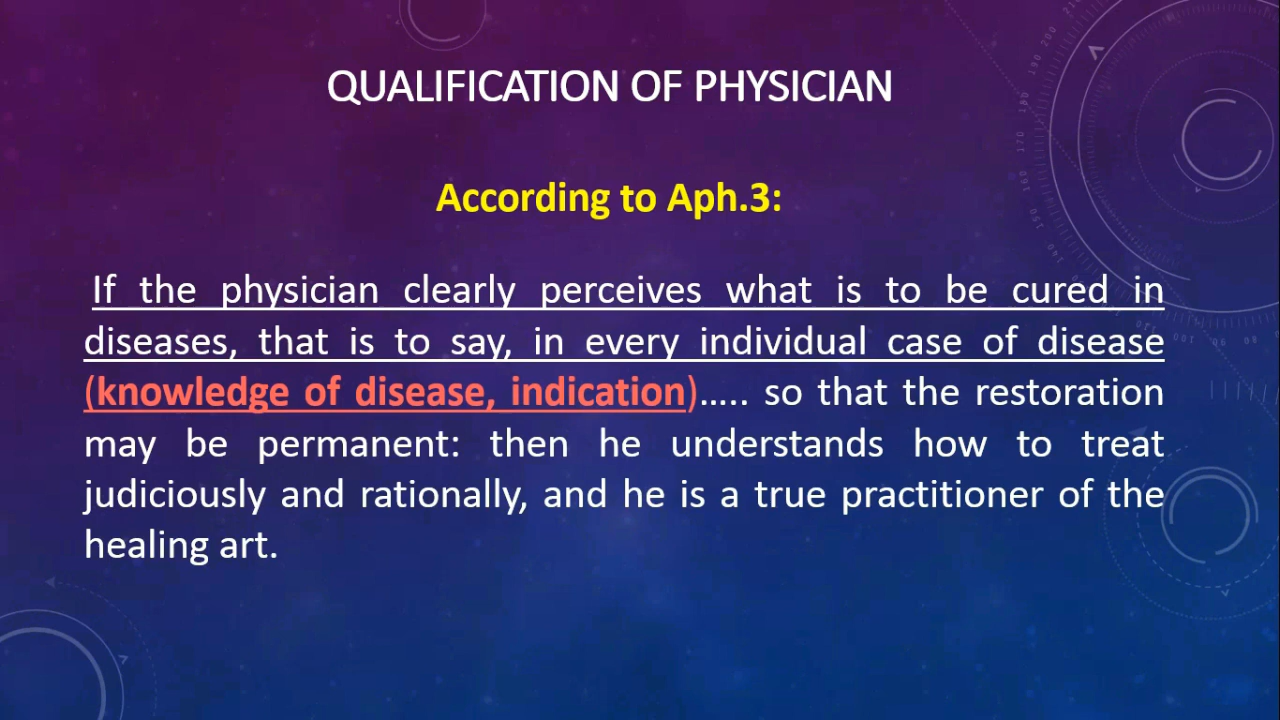 QUALIFICATION OF PHYSICIAN
According to Aph.3:
If the physician clearly perceives what is to be cured in
diseases, that is to say, in every individual case of disease
(knowledge of disease, indication)..... so that the restoration
may be permanent: then he understands how to treat
judiciously and rationally, and he is a true practitioner of the
healing art.